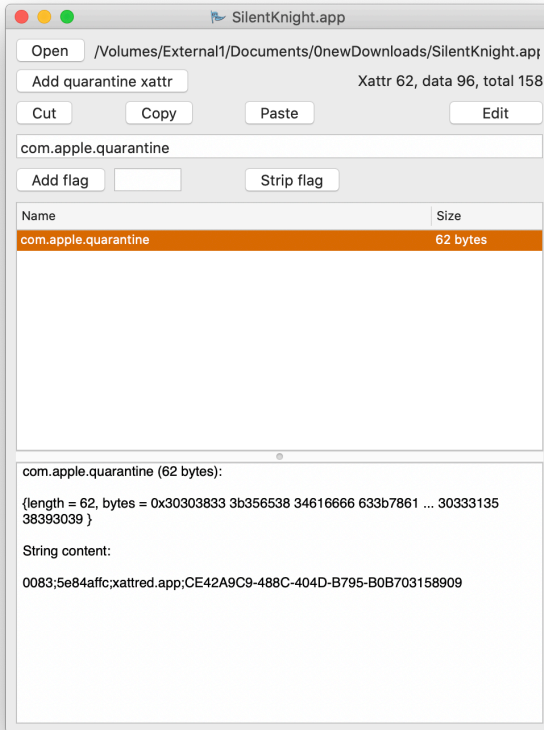 SilentKnight.app
Open /Volumes/External1/Documents/0newDownloads/SilentKnight.app
Add quarantine xattr Xattr 62, data 96, total 158
Cut Copy Paste Edit
com.apple.quarantine
Add flag Strip flag
Name Size
com.apple.quarantine 62 bytes
com.apple.quarantine (62 bytes):
{length = 62, bytes = 0x30303833 3b356538 34616666 633b7861 ... 30333135
38393039 }
String content:
0083;5e84affc;xattred.app;CE42A9C9-488C-404D-B795-B0B703158909